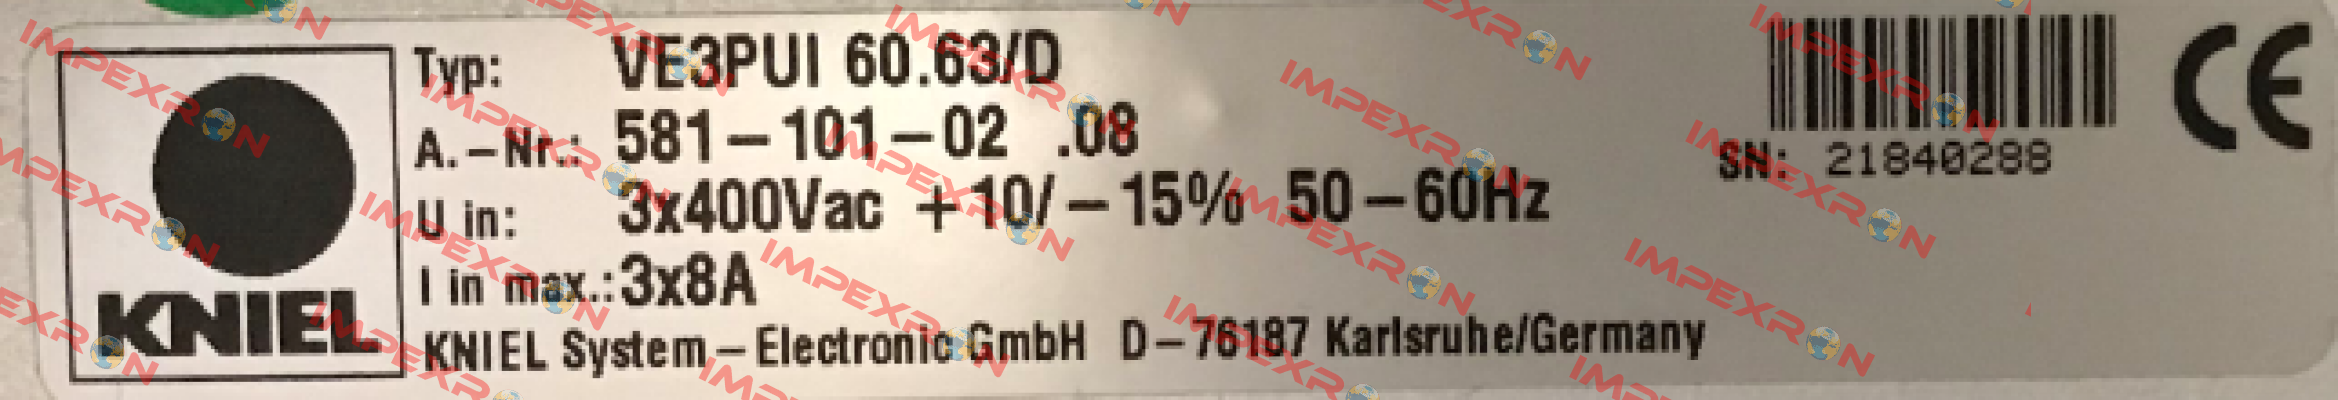 Typ: VE3PUI 60.63/D
A.-Nr.: 581-101-02 .08
U in: 3x400Vac +10/-15% 50-60Hz
I in max.: 3x8A
KNIEL System-Electronic GmbH D-76187 Karlsruhe/Germany
KNIEL
SN: 21840288
CE
IMPEXRON